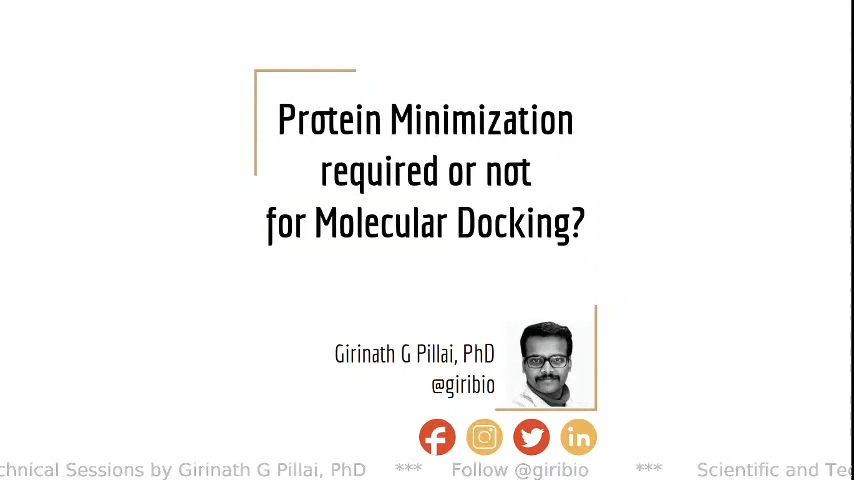 Protein Minimization
required or not
for Molecular Docking?
Girinath G Pillai, PhD
@giribio
chnical Sessions by Girinath G Pillai, PhD *** Follow @giribio *** Scientific and Te